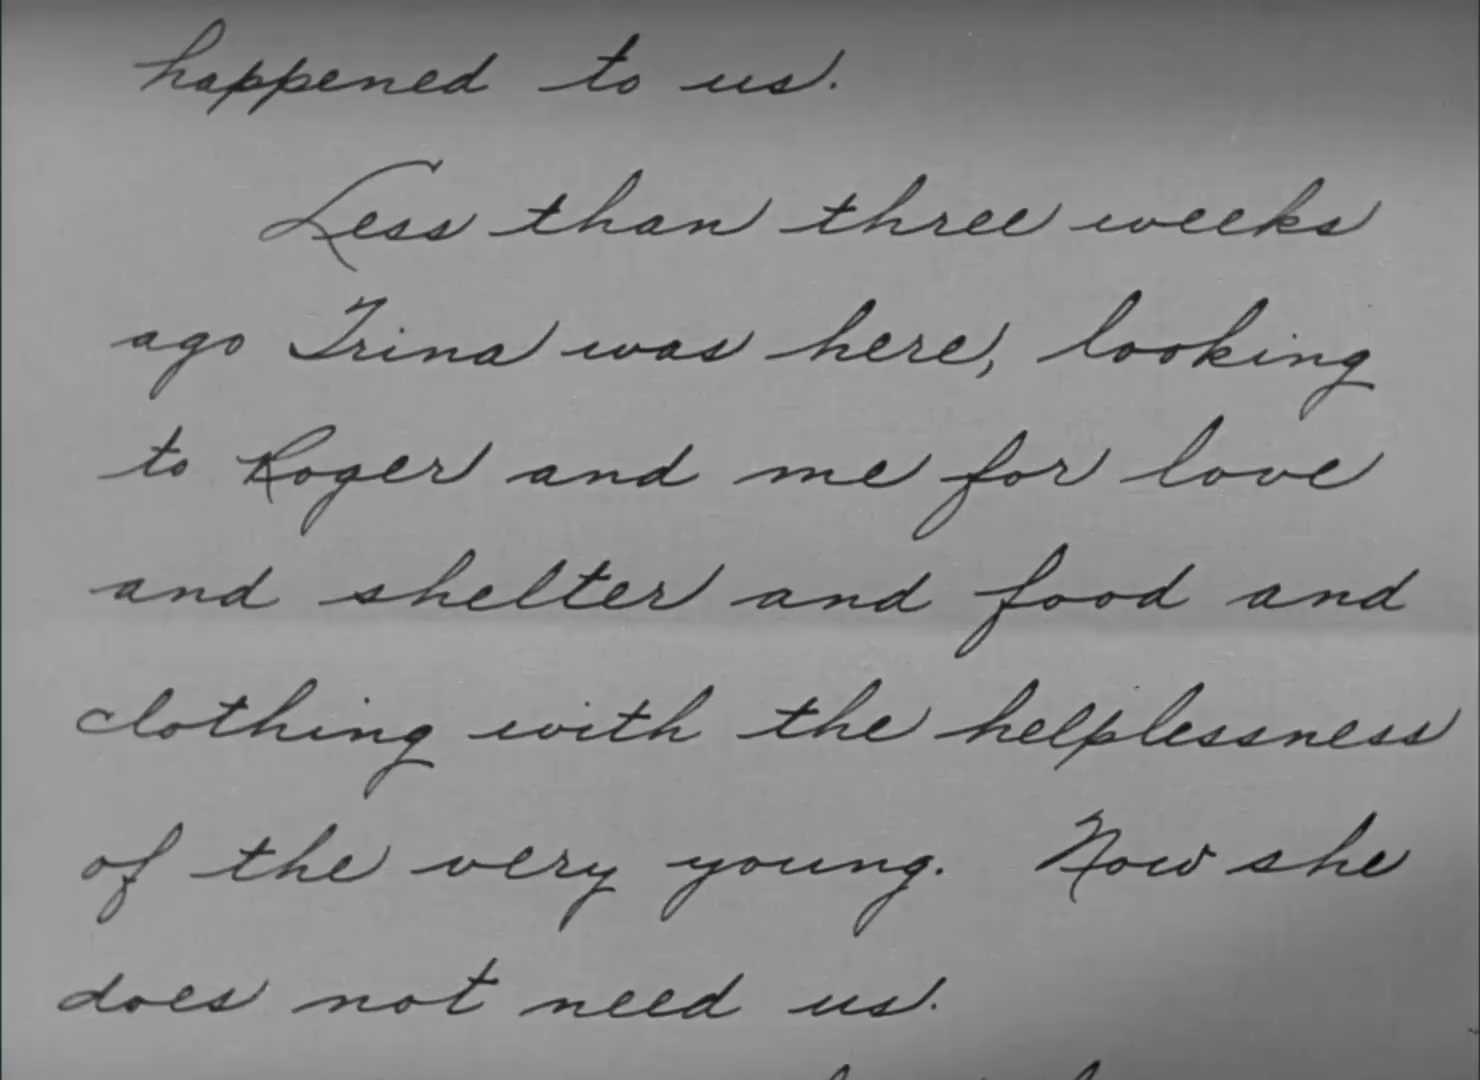 happened to us.
Less than three weeks
ago Trina was here, looking
to Roger and me for love
and shelter and food and
clothing with the helplessness
of the very young. Now she
does not need us.